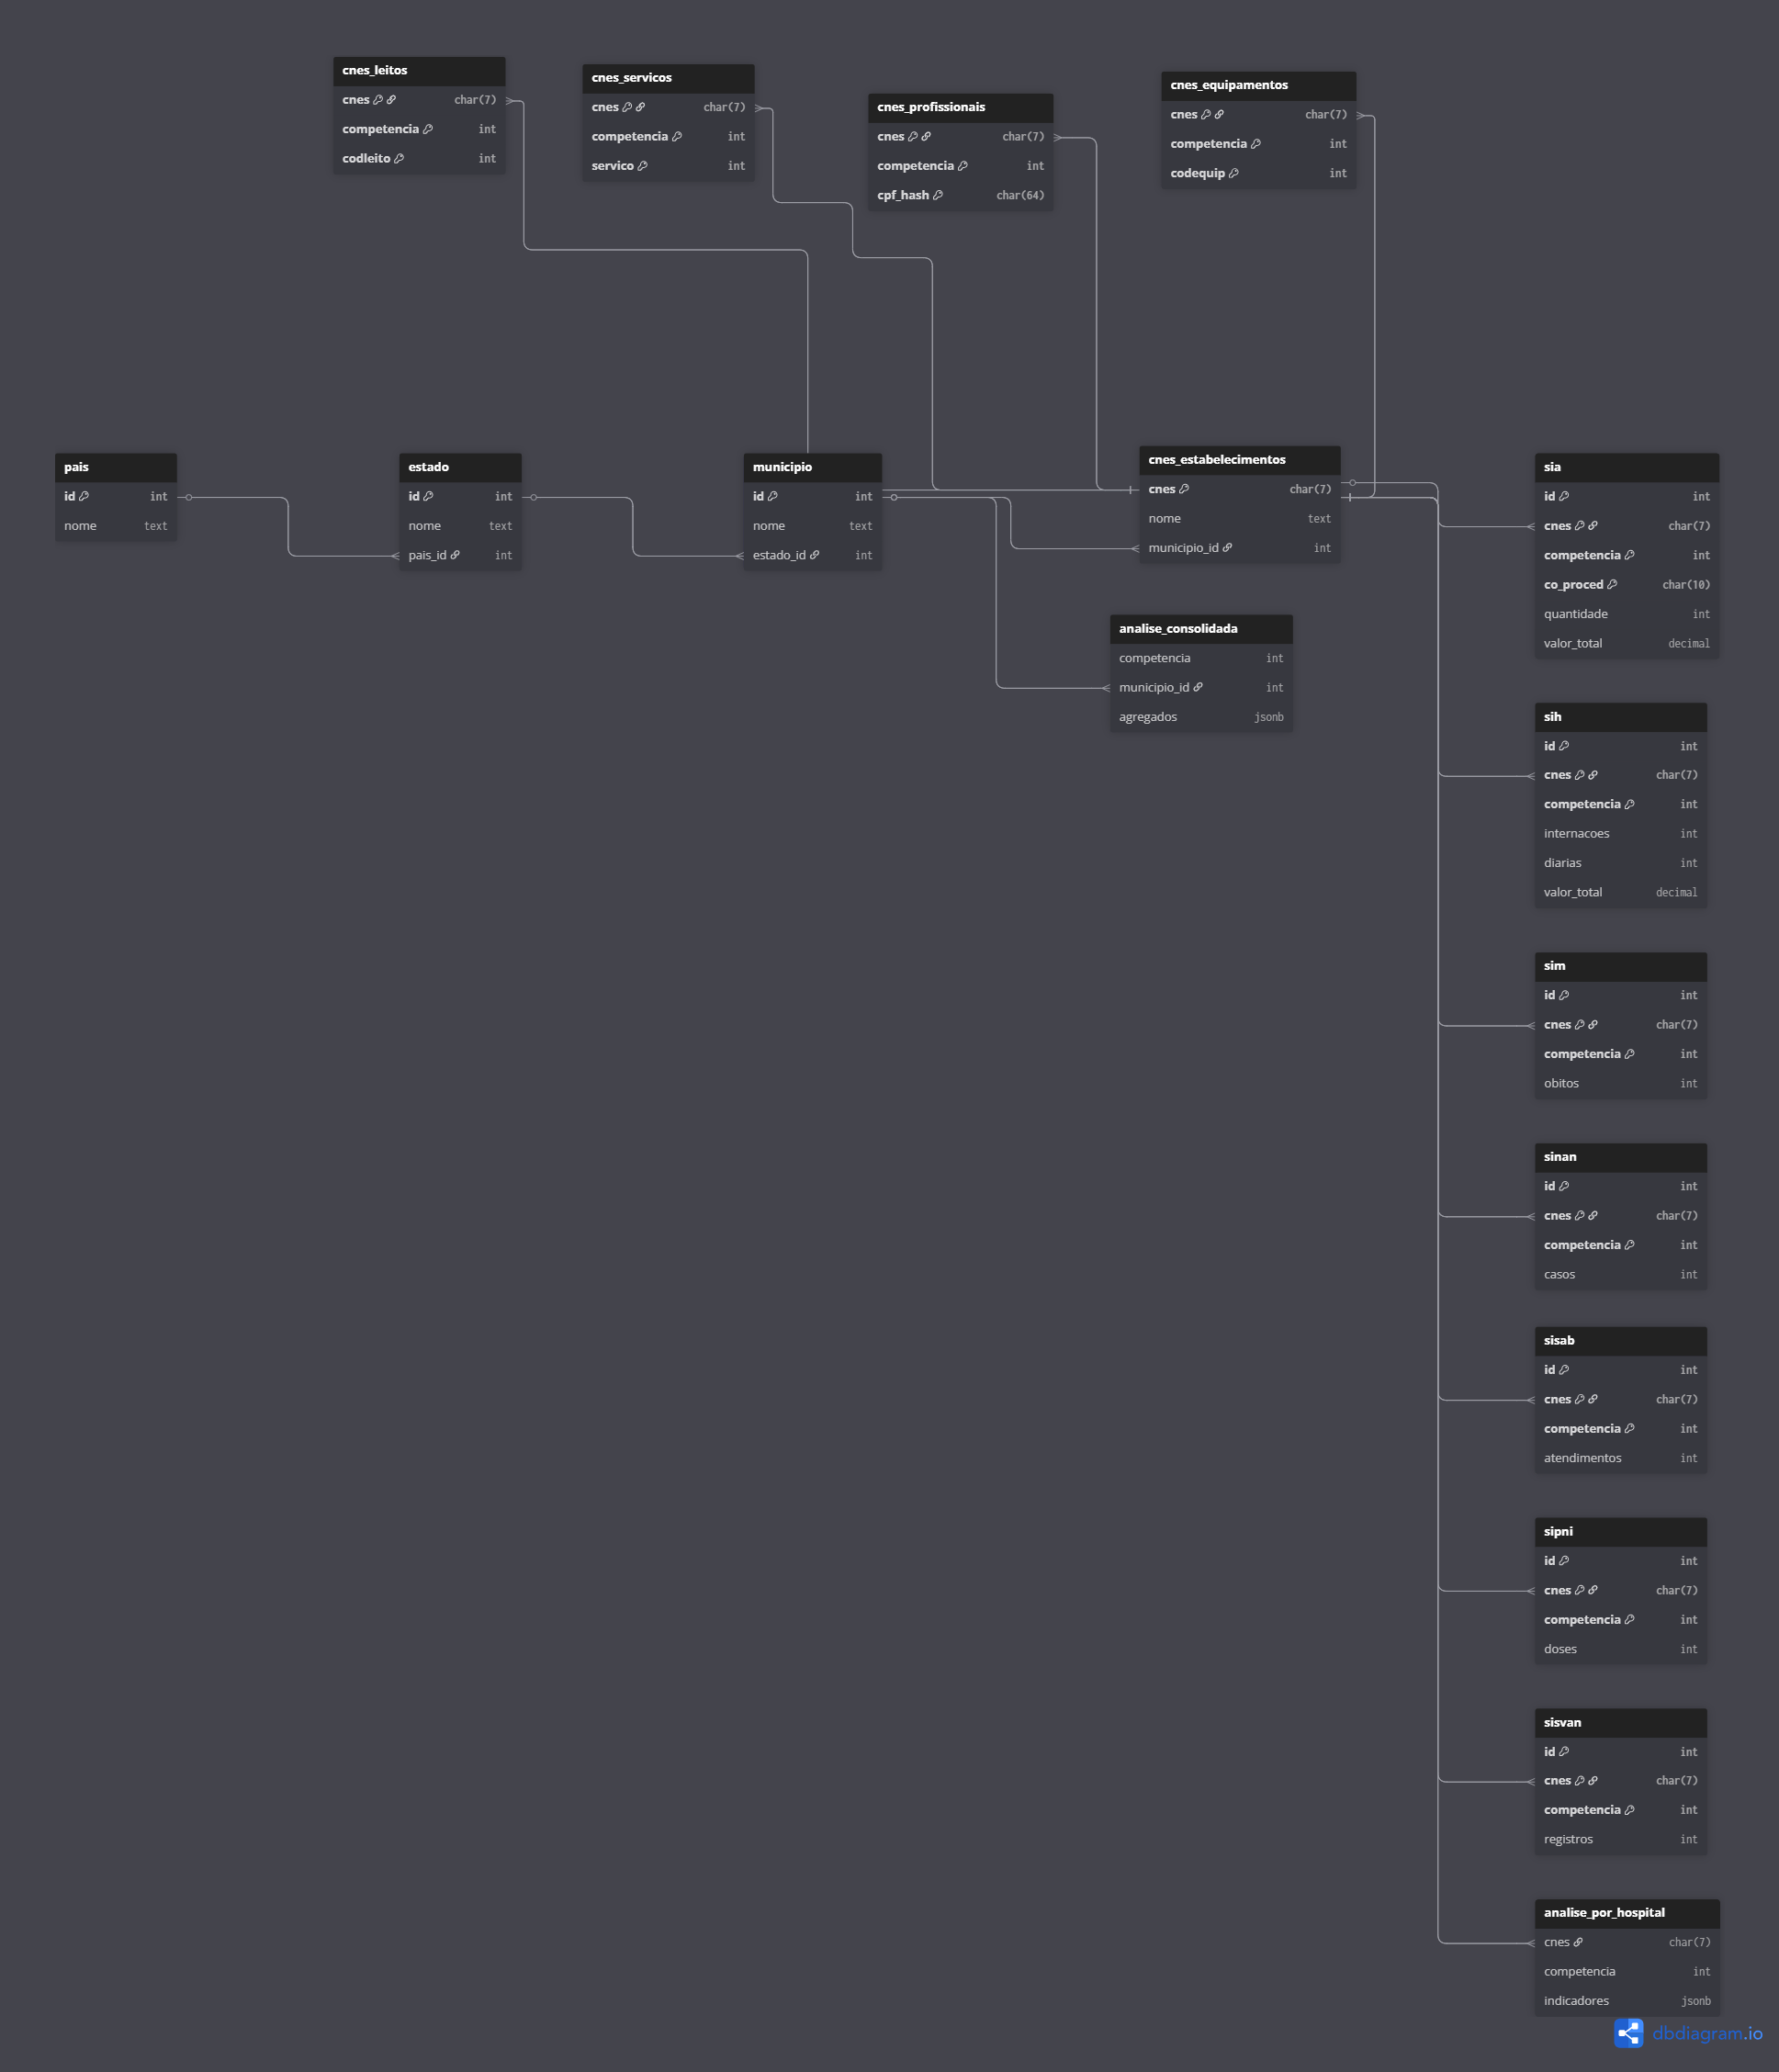 cnes_leitos
cnes char(7)
competencia int
codleito int
cnes_servicos
cnes char(7)
competencia int
servico int
cnes_profissionais
cnes char(7)
competencia int
cpf_hash char(64)
cnes_equipamentos
cnes char(7)
competencia int
codequip int
pais
id int
nome text
estado
id int
nome text
pais_id int
municipio
id int
nome text
estado_id int
cnes_estabelecimentos
cnes char(7)
nome text
municipio_id int
analise_consolidada
competencia int
municipio_id int
agregados jsonb
sia
id int
cnes char(7)
competencia int
co_proced char(10)
quantidade int
valor_total decimal
sih
id int
cnes char(7)
competencia int
internacoes int
diarias int
valor_total decimal
sim
id int
cnes char(7)
competencia int
obitos int
sinan
id int
cnes char(7)
competencia int
casos int
sisab
id int
cnes char(7)
competencia int
atendimentos int
sipni
id int
cnes char(7)
competencia int
doses int
sisvan
id int
cnes char(7)
competencia int
registros int
analise_por_hospital
cnes char(7)
competencia int
indicadores jsonb
dbdiagram.io